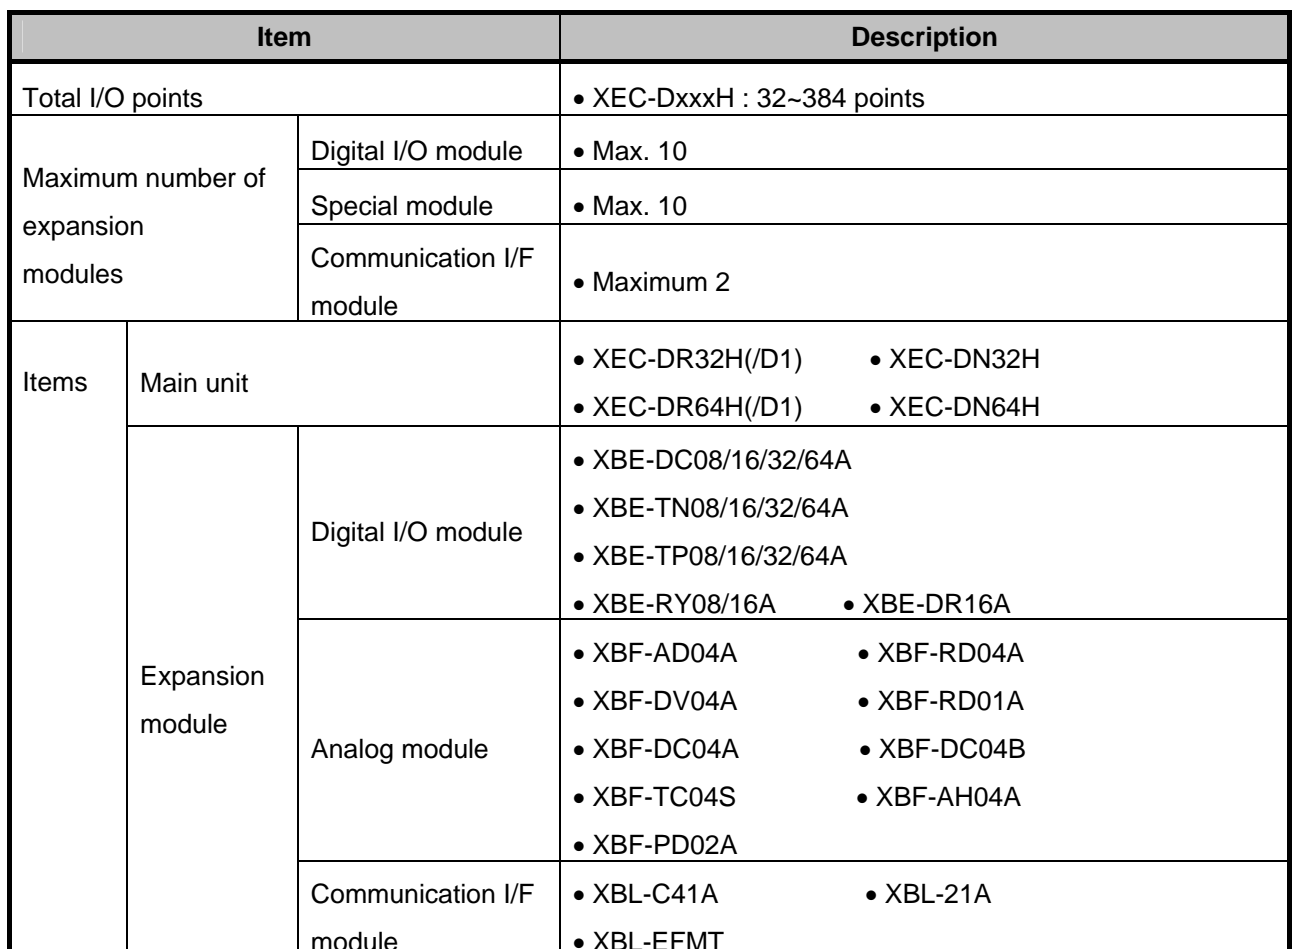 Item Description
Total I/O points • XEC-DxxxH : 32~384 points
Maximum number of
expansion
modules
Digital I/O module • Max. 10
Special module • Max. 10
Communication I/F
module
• Maximum 2
Items
Main unit
• XEC-DR32H(/D1) • XEC-DN32H
• XEC-DR64H(/D1) • XEC-DN64H
Expansion
module
Digital I/O module
• XBE-DC08/16/32/64A
• XBE-TN08/16/32/64A
• XBE-TP08/16/32/64A
• XBE-RY08/16A • XBE-DR16A
Analog module
• XBF-AD04A • XBF-RD04A
• XBF-DV04A • XBF-RD01A
• XBF-DC04A • XBF-DC04B
• XBF-TC04S • XBF-AH04A
• XBF-PD02A
Communication I/F
module
• XBL-C41A • XBL-21A
• XBL-EFMT